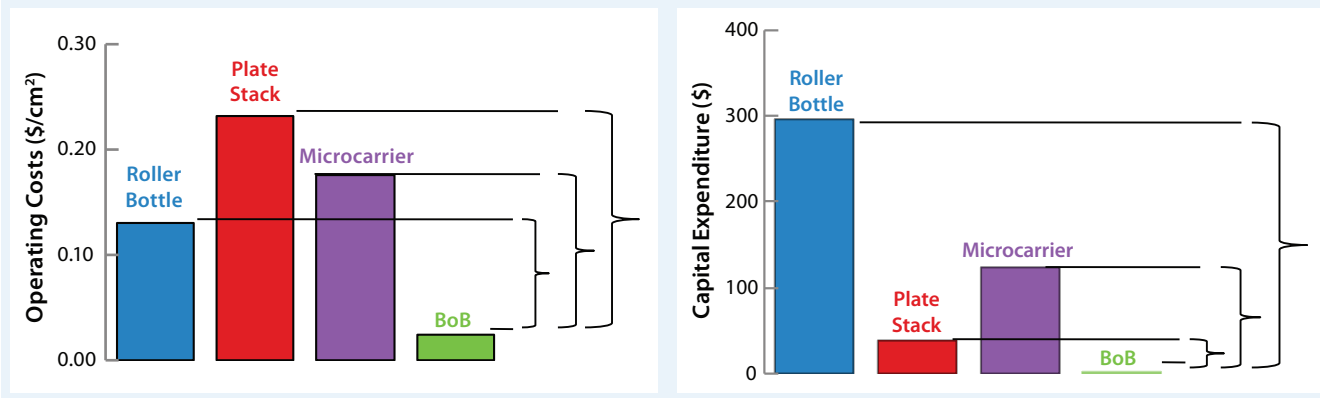 Operating Costs ($/cm²)
0.30
0.20
0.10
0.00
Roller
Bottle
Plate
Stack
Microcarrier
BoB
Capital Expenditure ($)
400
300
200
100
0
Roller
Bottle
Plate
Stack
Microcarrier
BoB